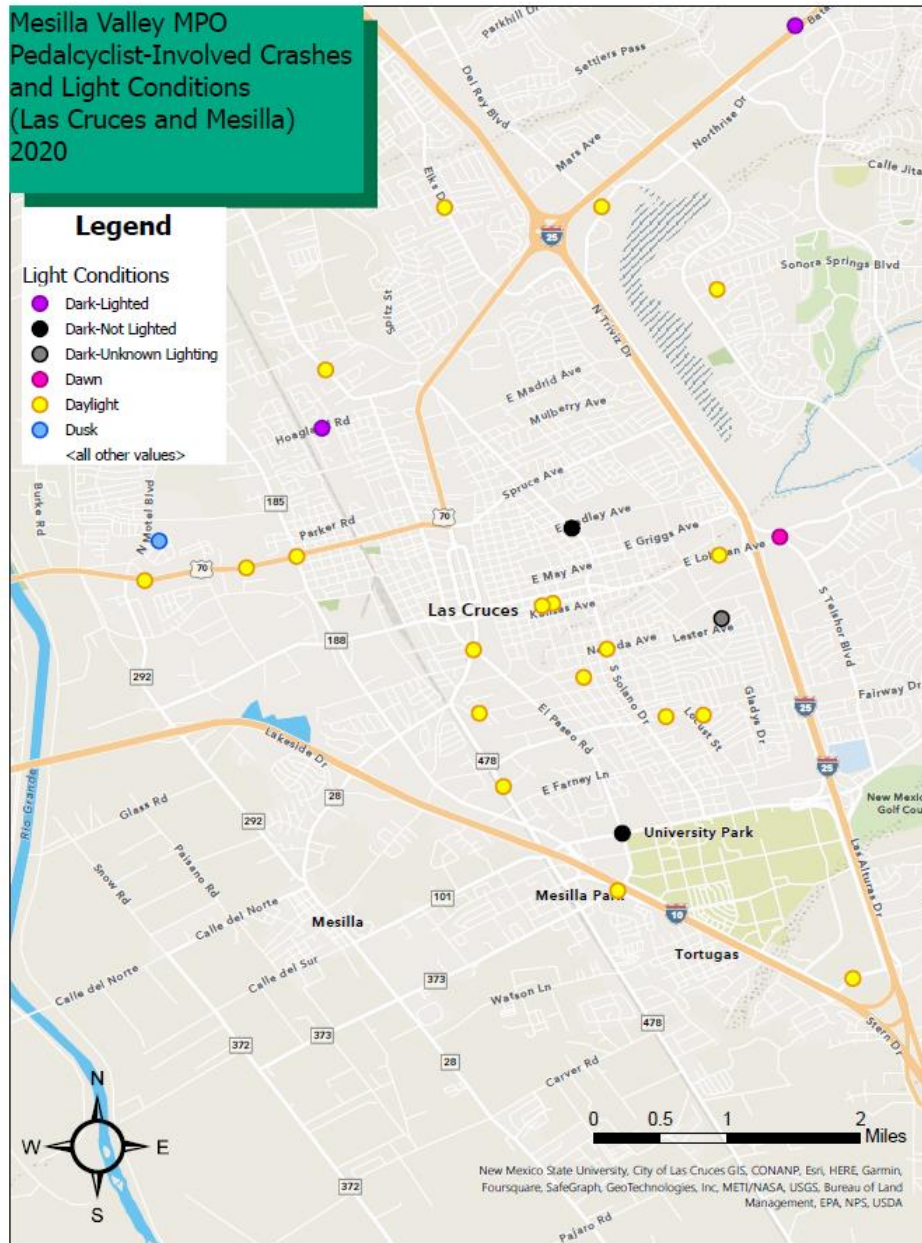 Mesilla Valley MPO
Pedalcyclist-Involved Crashes
and Light Conditions
(Las Cruces and Mesilla)
2020
Legend
Light Conditions
Dark-Lighted
Dark-Not Lighted
Dark-Unknown Lighting
Dawn
Daylight
Dusk
<all other values>
Parkhill Dr
Settlers Pass
Del Rey Blvd
Northrise Dr
Mars Ave
Calle Jita
25
Sonora Springs Blvd
Spitz St
N Triviz Dr
E Madrid Ave
Mulberry Ave
Spruce Ave
185
Burke Rd
N Motel Blvd
Parker Rd
70
70
E Griggs Ave
E May Ave
Las Cruces
Lester Ave
S Telshor Blvd
188
292
S Solano Dr
Locust St
Gladys Dr
Fairway Dr
25
El Paseo Rd
Lakeside Dr
478
25
E Farney Ln
28
Rio Grande
Glass Rd
292
New Mexico
Golf Cou
Snow Rd
Paisano Rd
University Park
Las Alturas Dr
101
10
Calle del Norte
Mesilla
Tortugas
Calle del Norte
Calle del Sur
373
Watson Ln
373
478
372
28
Stern Dr
Carver Rd
N
W
E
S
0 0.5 1 2
Miles
372
Pajaro Rd
New Mexico State University, City of Las Cruces GIS, CONANP, Esri, HERE, Garmin,
Foursquare, SafeGraph, GeoTechnologies, Inc, METI/NASA, USGS, Bureau of Land
Management, EPA, NPS, USDA